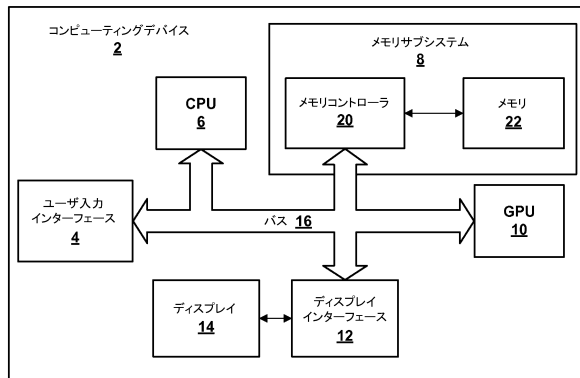 コンピューティングデバイス
2
メモリサブシステム
8
CPU
6
メモリコントローラ
20
メモリ
22
ユーザ入力
インターフェース
4
バス 16
GPU
10
ディスプレイ
14
ディスプレイ
インターフェース
12